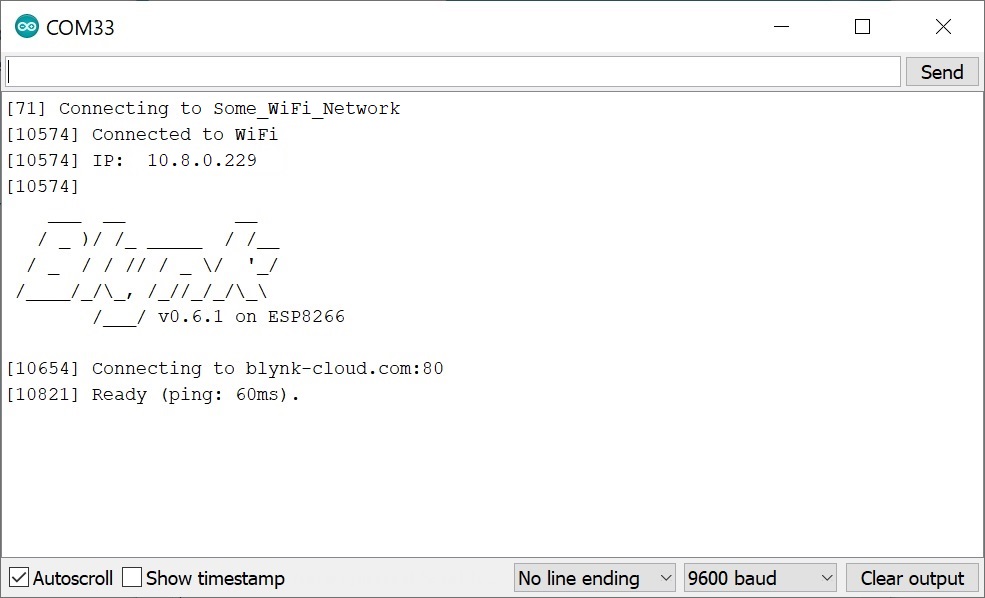 COM33
Send
[71] Connecting to Some_WiFi_Network
[10574] Connected to WiFi
[10574] IP:  10.8.0.229
[10574]
    ___  __          __
   / _ )/ /_ _____  / /__
  / _  / / // / _ \/  '_/
 /____/_/\_, /_//_/_/\_\
        /___/ v0.6.1 on ESP8266
[10654] Connecting to blynk-cloud.com:80
[10821] Ready (ping: 60ms).
Autoscroll Show timestamp No line ending 9600 baud Clear output